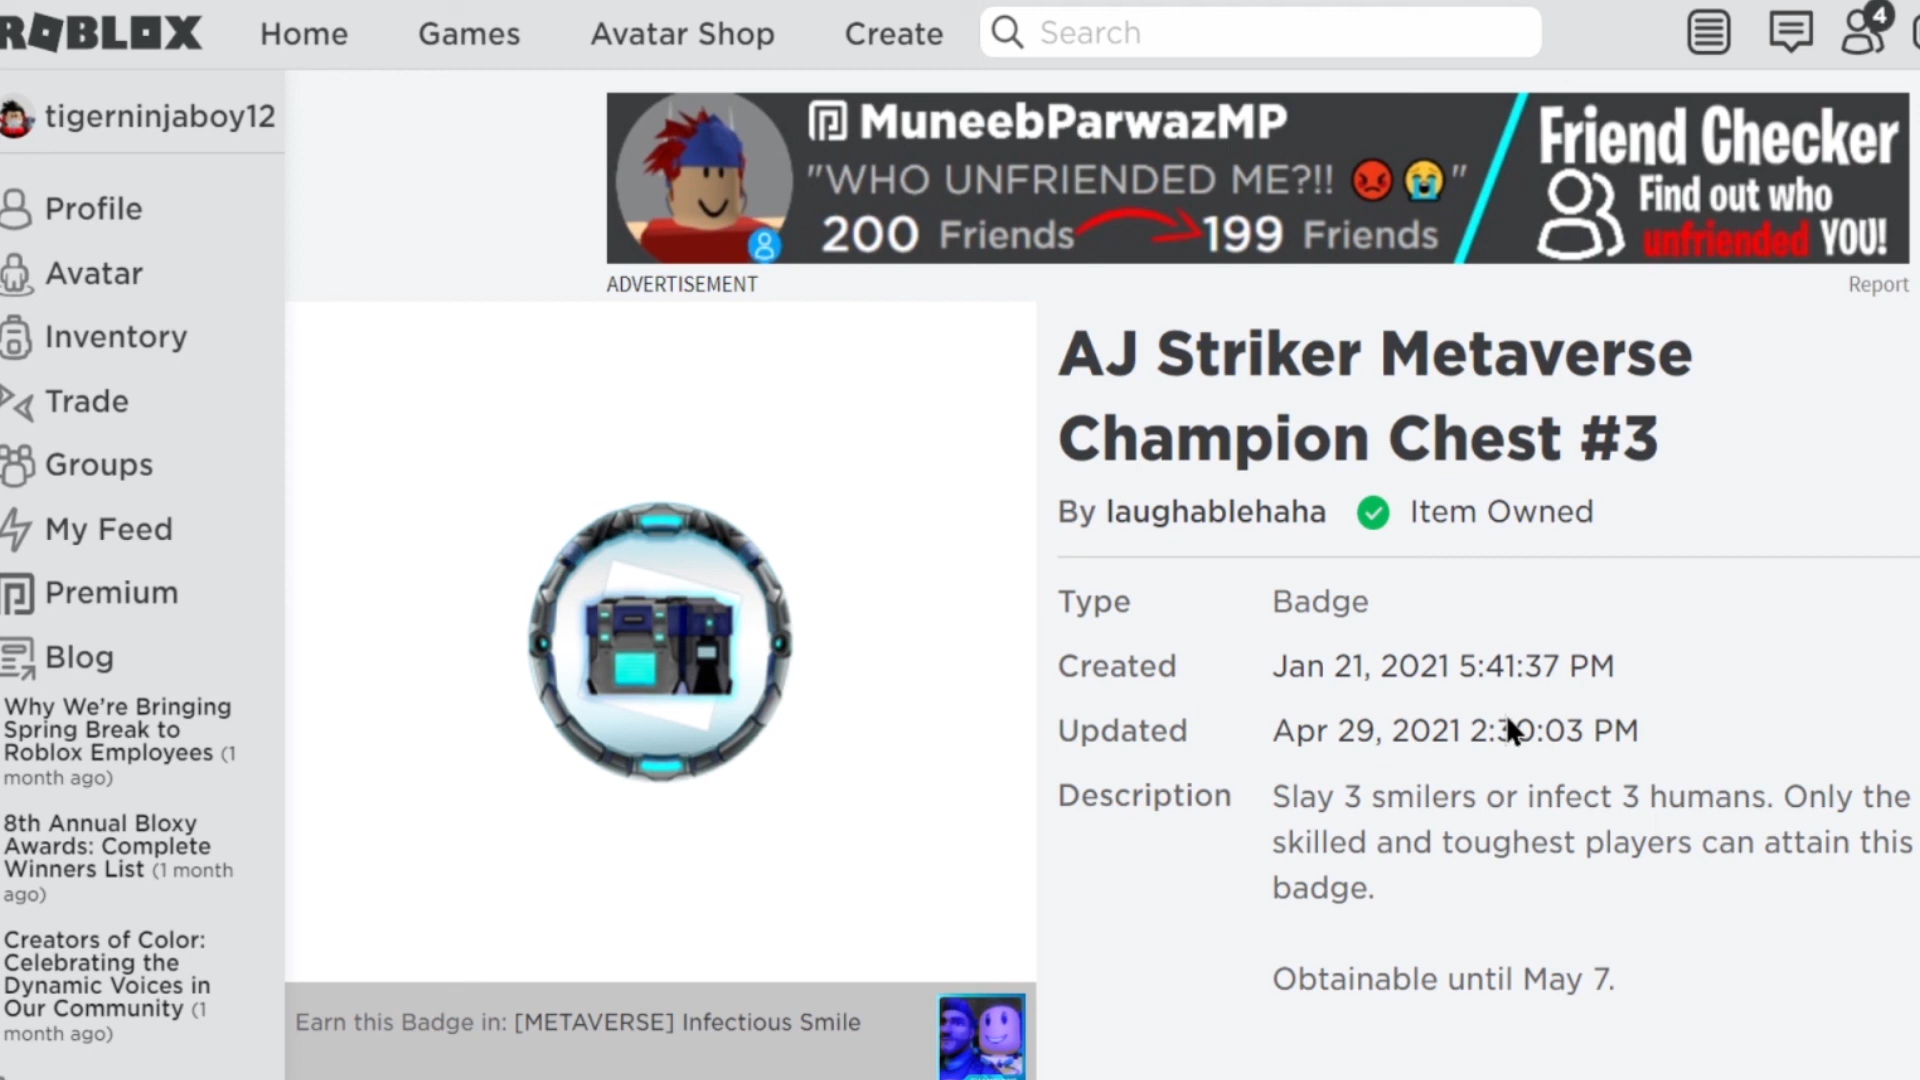 ROBLOX
Home
Games
Avatar Shop
Create
Search
4
tigerninjaboy12
Profile
Avatar
Inventory
Trade
Groups
My Feed
Premium
Blog
Why We're Bringing
Spring Break to
Roblox Employees (1
month ago)
8th Annual Bloxy
Awards: Complete
Winners List (1 month
ago)
Creators of Color:
Celebrating the
Dynamic Voices in
Our Community (1
month ago)
MuneebParwazMP
"WHO UNFRIENDED ME?!! 😡 😭 "
200 Friends 199 Friends
Friend Checker
Find out who
unfriended YOU!
ADVERTISEMENT
Report
AJ Striker Metaverse
Champion Chest #3
By laughablehaha Item Owned
Type Badge
Created Jan 21, 2021 5:41:37 PM
Updated Apr 29, 2021 2:30:03 PM
Description Slay 3 smilers or infect 3 humans. Only the
skilled and toughest players can attain this
badge.
Obtainable until May 7.
Earn this Badge in: [METAVERSE] Infectious Smile